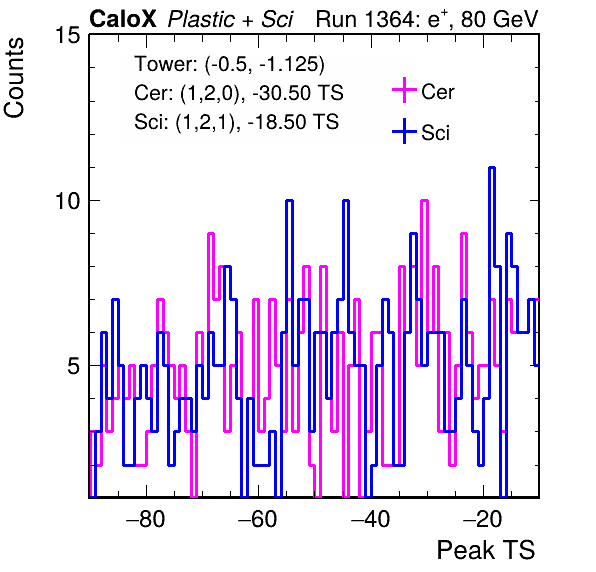 CaloX Plastic + Sci Run 1364: e+, 80 GeV
Counts
15
10
5
Tower: (-0.5, -1.125)
Cer: (1,2,0), -30.50 TS
Sci: (1,2,1), -18.50 TS
Cer
Sci
−80 −60 −40 −20
Peak TS